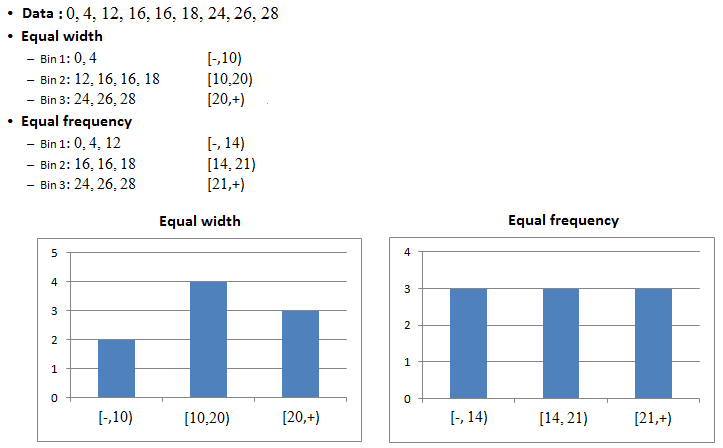 • Data : 0, 4, 12, 16, 16, 18, 24, 26, 28
• Equal width
– Bin 1: 0, 4 [-,10)
– Bin 2: 12, 16, 16, 18 [10,20)
– Bin 3: 24, 26, 28 [20,+)
• Equal frequency
– Bin 1: 0, 4, 12 [-, 14)
– Bin 2: 16, 16, 18 [14, 21)
– Bin 3: 24, 26, 28 [21,+)
Equal width
5
4
3
2
1
0
[-,10) [10,20) [20,+)
Equal frequency
4
3
2
1
0
[-, 14) [14, 21) [21,+)